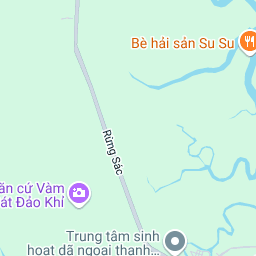 Bè hải sản Su Su
Rừng Sác
ăn cứ Vàm
át Đảo Khỉ
Trung tâm sinh
hoạt dã ngoại thanh...